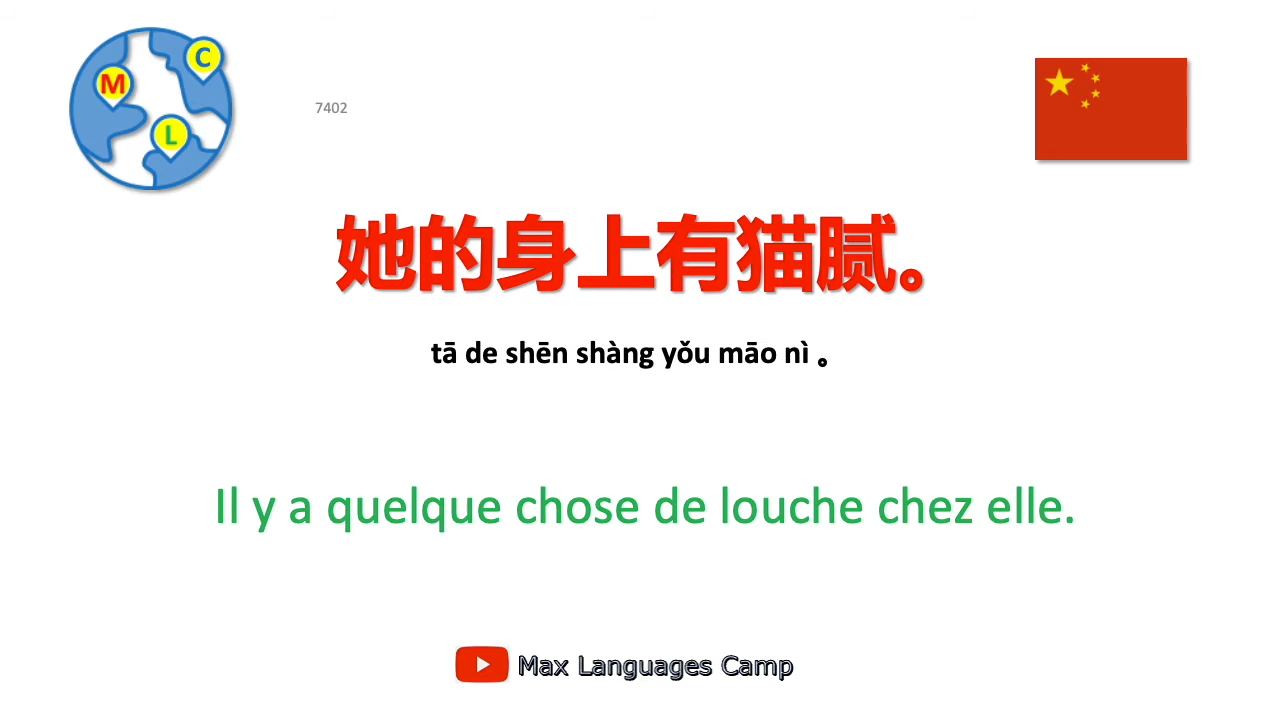 C
M
L
7402
她的身上有猫腻。
tā de shēn shàng yǒu māo nì 。
Il y a quelque chose de louche chez elle.
Max Languages Camp